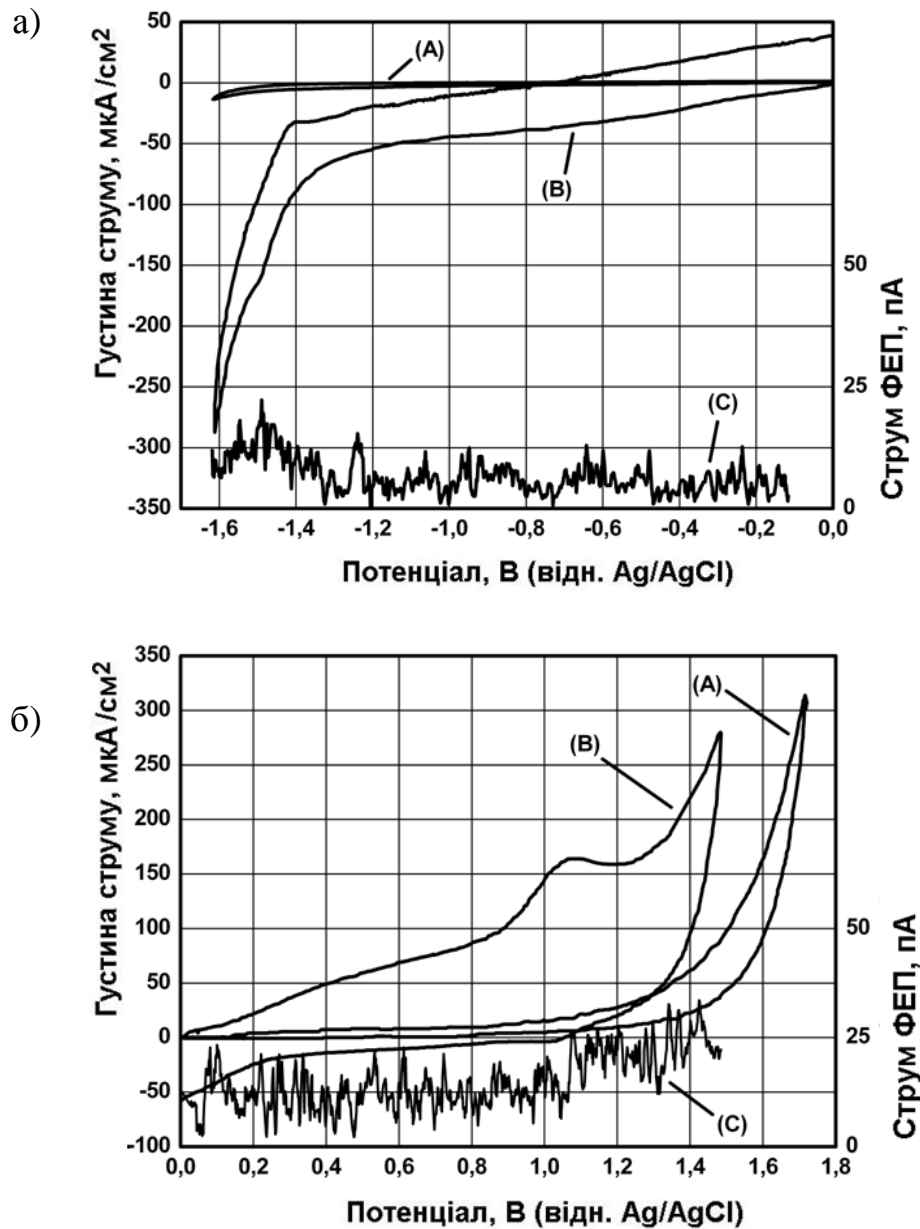 а)
Густина струму, мкА/см²
50
0
-50
-100
-150
-200
-250
-300
-350
(A)
(B)
(C)
50
25
0
Струм ФЕП, пА
-1,6 -1,4 -1,2 -1,0 -0,8 -0,6 -0,4 -0,2 0,0
Потенціал, В (відн. Ag/AgCl)
б)
Густина струму, мкА/см²
350
300
250
200
150
100
50
0
-50
-100
(A)
(B)
(C)
50
25
0
Струм ФЕП, пА
0,0 0,2 0,4 0,6 0,8 1,0 1,2 1,4 1,6 1,8
Потенціал, В (відн. Ag/AgCl)